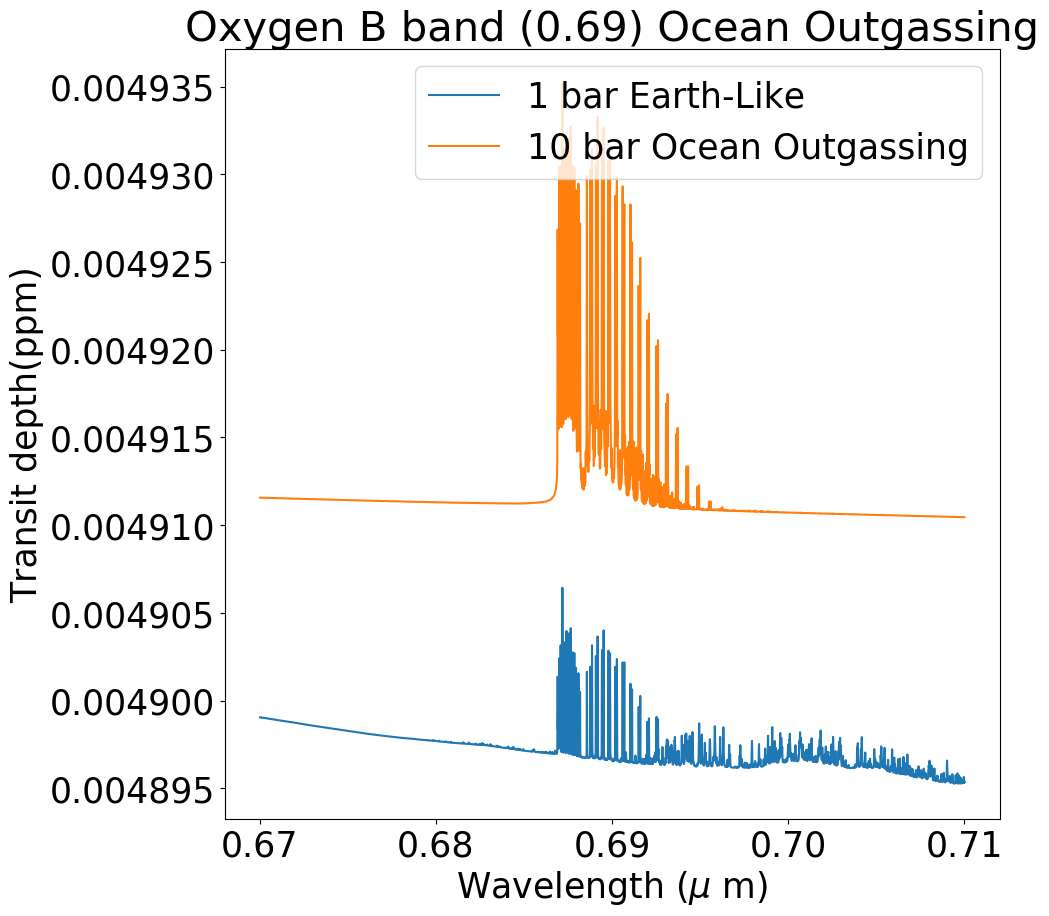 Oxygen B band (0.69) Ocean Outgassing
1 bar Earth-Like
10 bar Ocean Outgassing
Transit depth(ppm)
0.004935
0.004930
0.004925
0.004920
0.004915
0.004910
0.004905
0.004900
0.004895
0.67 0.68 0.69 0.70 0.71
Wavelength (μ m)